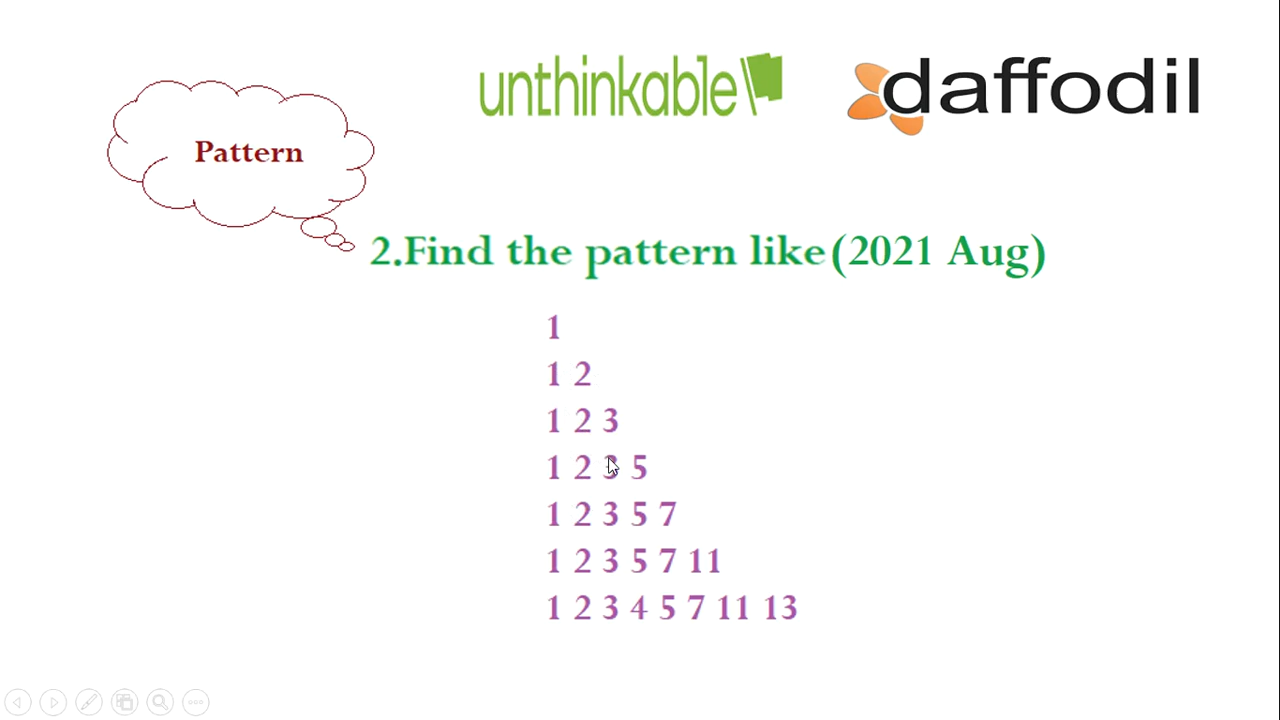 unthinkable
daffodil
Pattern
2.Find the pattern like(2021 Aug)
1
1 2
1 2 3
1 2 3 5
1 2 3 5 7
1 2 3 5 7 11
1 2 3 4 5 7 11 13